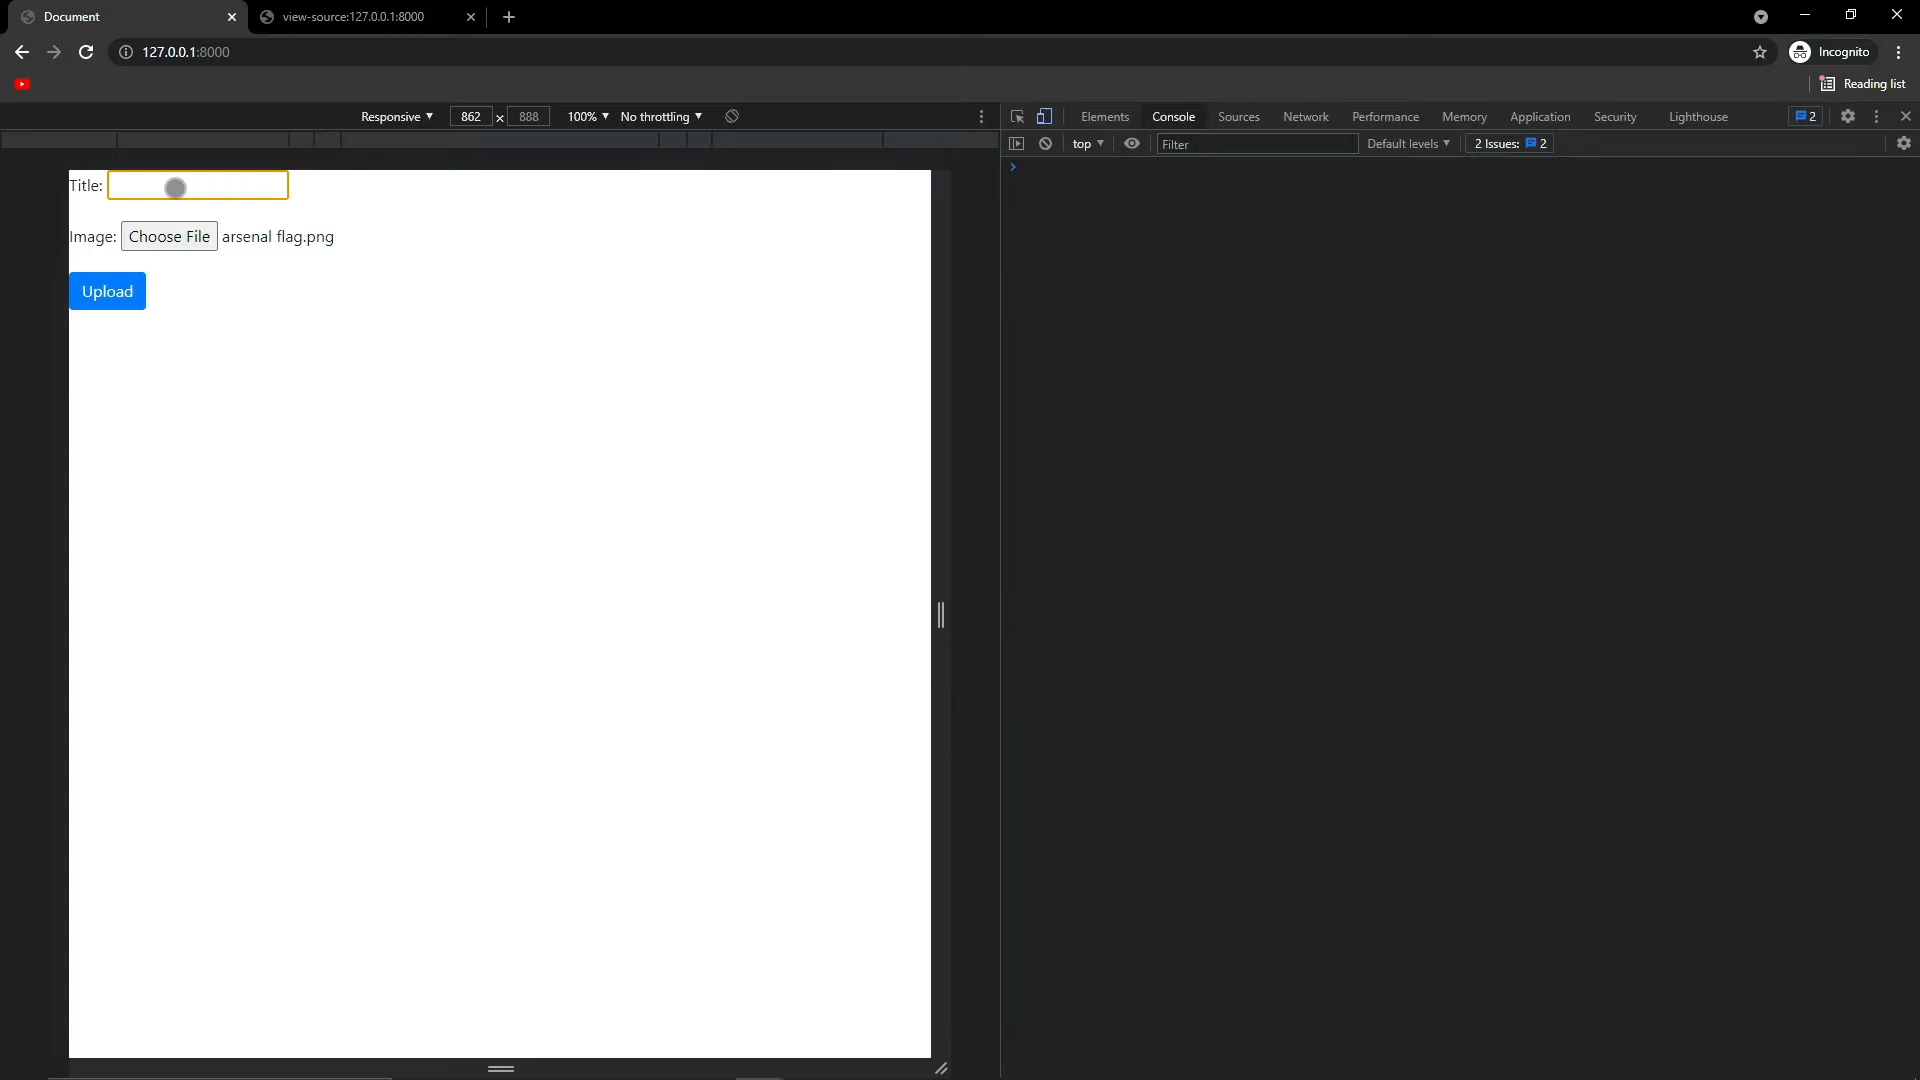 Document
view-source:127.0.0.1:8000
127.0.0.1:8000
Incognito
Reading list
Responsive 862 × 888 100% No throttling
Elements Console Sources Network Performance Memory Application Security Lighthouse 2
top Filter Default levels 2 Issues: 2
Title:
Image: Choose File arsenal flag.png
Upload